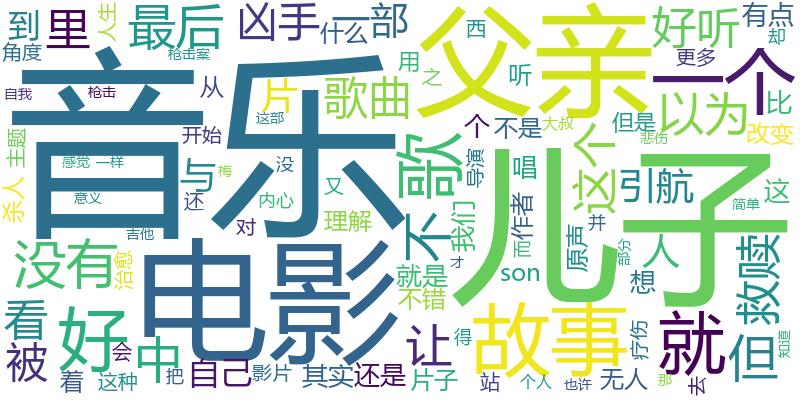 到 里 人生 最后 凶手 一部 什么 父亲 西 好听 有点 却
角度 枪击案 从 片 用 之 听 一个 更多
自我 枪击 音乐 歌曲 这部 歌 个 不是 大叔 但是 以为 比
杀人 主题 感觉 一样 开始 没 又 导演 唱 悲伤 改变
意义 与 梅 内心 不 我们 儿子 这个 引航 简单 这
吉他 还 对 理解 作者 而 原声 并 部分 人
没有 治愈 电影 就是 才 son 想 救赎
看 好 不错 故事 就 但
被 会 中 让 得 疗伤 知道
着 这种 把 自己 影片 其实 还是 片子 站 个人 也许 无人 那 去